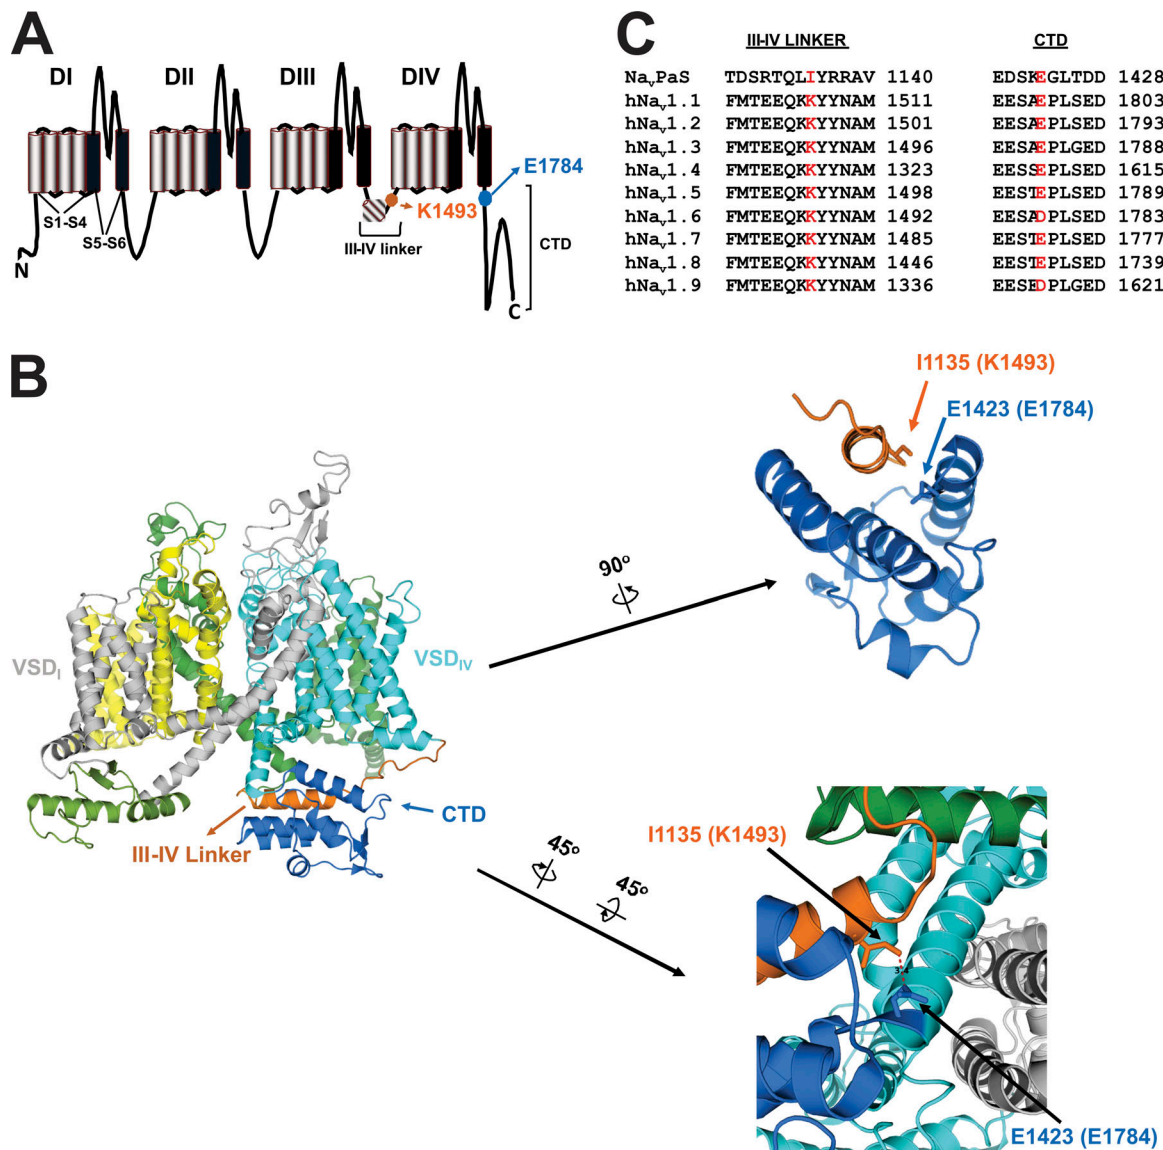 A
DI DII DIII DIV
E1784
K1493
S1-S4
S5-S6
III-IV linker
CTD
N
C
C
III-IV LINKER CTD
NavPaS TDSRTQLIYRRAV 1140 EDSKEGLTDD 1428
hNav1.1 FMTEEQKKYYNAM 1511 EESAEPLSED 1803
hNav1.2 FMTEEQKKYYNAM 1501 EESAEPLSED 1793
hNav1.3 FMTEEQKKYYNAM 1496 EESAEPLGED 1788
hNav1.4 FMTEEQKKYYNAM 1323 EESSEPLSED 1615
hNav1.5 FMTEEQKKYYNAM 1498 EESTEPLSED 1789
hNav1.6 FMTEEQKKYYNAM 1492 EESADPLSED 1783
hNav1.7 FMTEEQKKYYNAM 1485 EESTEPLSED 1777
hNav1.8 FMTEEQKKYYNAM 1446 EESTEPLSED 1739
hNav1.9 FMTEEQKKYYNAM 1336 EESEDPLGED 1621
B
I1135 (K1493)
E1423 (E1784)
90°
VSDI
VSDIV
CTD
III-IV Linker
45°
45°
I1135 (K1493)
E1423 (E1784)